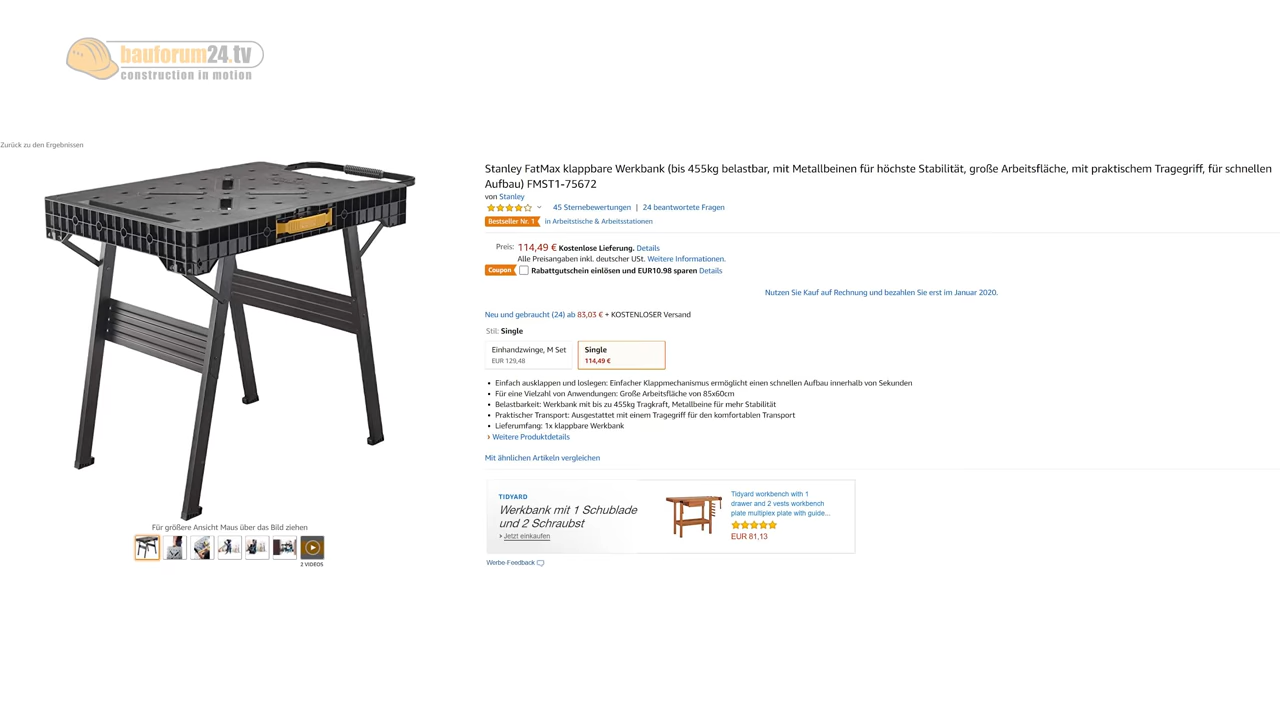 bauforum24.tv
construction in motion
Zurück zu den Ergebnissen
Stanley FatMax klappbare Werkbank (bis 455kg belastbar, mit Metallbeinen für höchste Stabilität, große Arbeitsfläche, mit praktischem Tragegriff, für schnellen
Aufbau) FMST1-75672
von Stanley
45 Sternebewertungen | 24 beantwortete Fragen
Bestseller Nr. 1 in Arbeitstische & Arbeitsstationen
Preis: 114,49 € Kostenlose Lieferung. Details
Alle Preisangaben inkl. deutscher USt. Weitere Informationen.
Coupon Rabattgutschein einlösen und EUR10.98 sparen Details
Nutzen Sie Kauf auf Rechnung und bezahlen Sie erst im Januar 2020.
Neu und gebraucht (24) ab 83,03 € + KOSTENLOSER Versand
Stil: Single
Einhandzwinge, M Set
EUR 129,48
Single
114,49 €
• Einfach ausklappen und loslegen: Einfacher Klappmechanismus ermöglicht einen schnellen Aufbau innerhalb von Sekunden
• Für eine Vielzahl von Anwendungen: Große Arbeitsfläche von 85x60cm
• Belastbarkeit: Werkbank mit bis zu 455kg Tragkraft, Metallbeine für mehr Stabilität
• Praktischer Transport: Ausgestattet mit einem Tragegriff für den komfortablen Transport
• Lieferumfang: 1x klappbare Werkbank
› Weitere Produktdetails
Mit ähnlichen Artikeln vergleichen
TIDYARD
Werkbank mit 1 Schublade
und 2 Schraubst
Jetzt einkaufen
Tidyard workbench with 1
drawer and 2 vests workbench
plate multiplex plate with guide...
EUR 81,13
Werbe-Feedback
Für größere Ansicht Maus über das Bild ziehen
2 VIDEOS